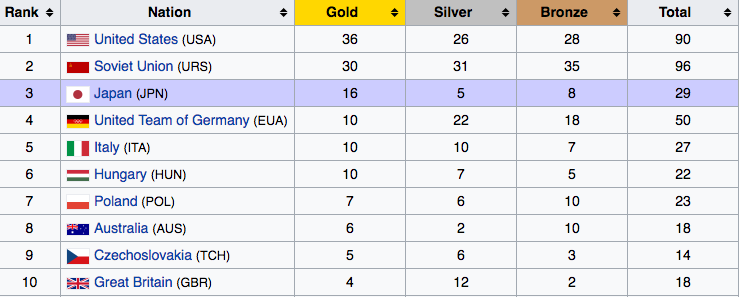 Rank Nation Gold Silver Bronze Total
1 United States (USA) 36 26 28 90
2 Soviet Union (URS) 30 31 35 96
3 Japan (JPN) 16 5 8 29
4 United Team of Germany (EUA) 10 22 18 50
5 Italy (ITA) 10 10 7 27
6 Hungary (HUN) 10 7 5 22
7 Poland (POL) 7 6 10 23
8 Australia (AUS) 6 2 10 18
9 Czechoslovakia (TCH) 5 6 3 14
10 Great Britain (GBR) 4 12 2 18